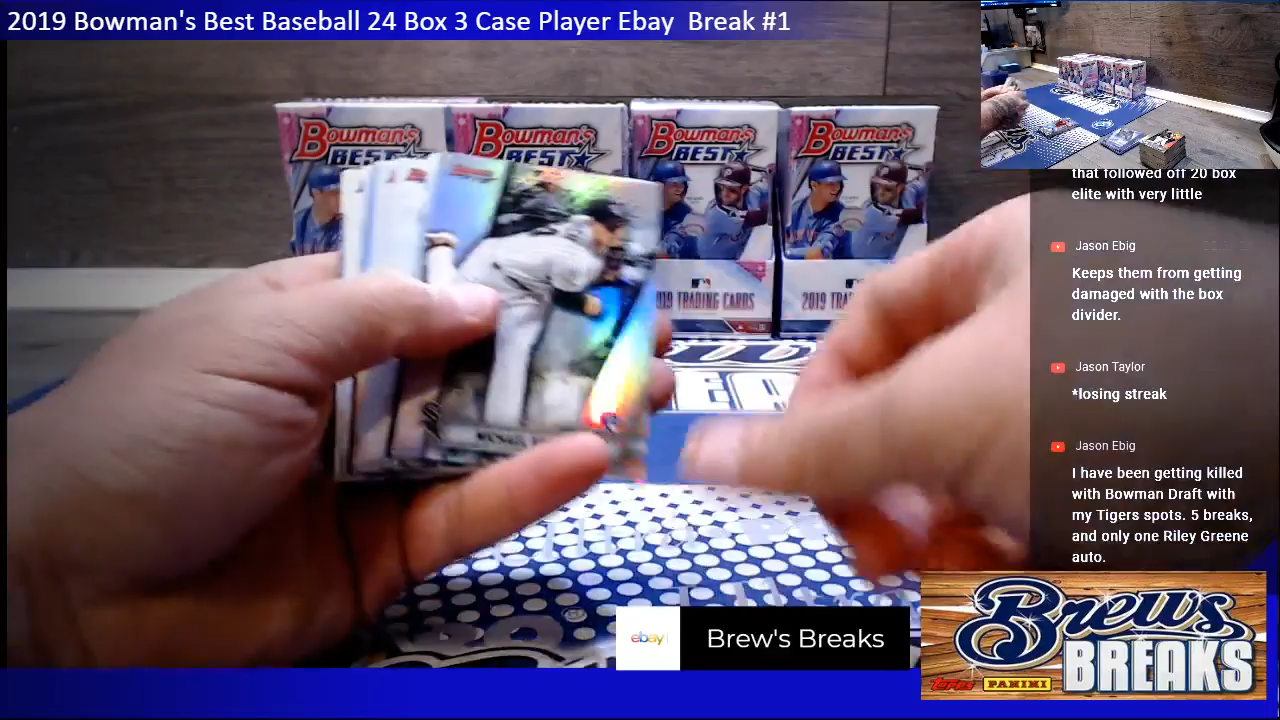 2019 Bowman's Best Baseball 24 Box 3 Case Player Ebay Break #1
Bowman's
BEST
Bowman's
BEST
Bowman's
BEST
Bowman's
BEST
2019 TRADING CARDS
2019 TRA
that followed off 20 box
elite with very little
Jason Ebig
Keeps them from getting
damaged with the box
divider.
Jason Taylor
*losing streak
Jason Ebig
I have been getting killed
with Bowman Draft with
my Tigers spots. 5 breaks,
and only one Riley Greene
auto.
ebay
Brew's Breaks
Brew's
BREAKS
Topps
PANINI